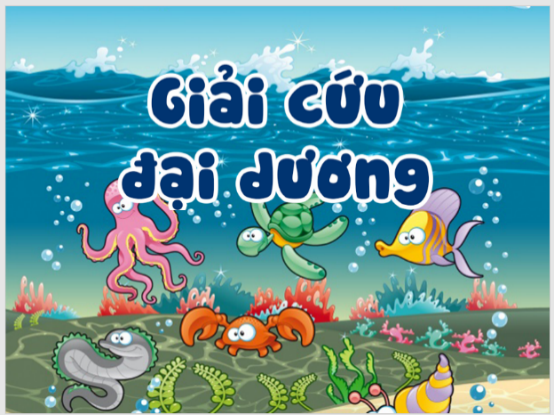 Giải cứu
đại dương